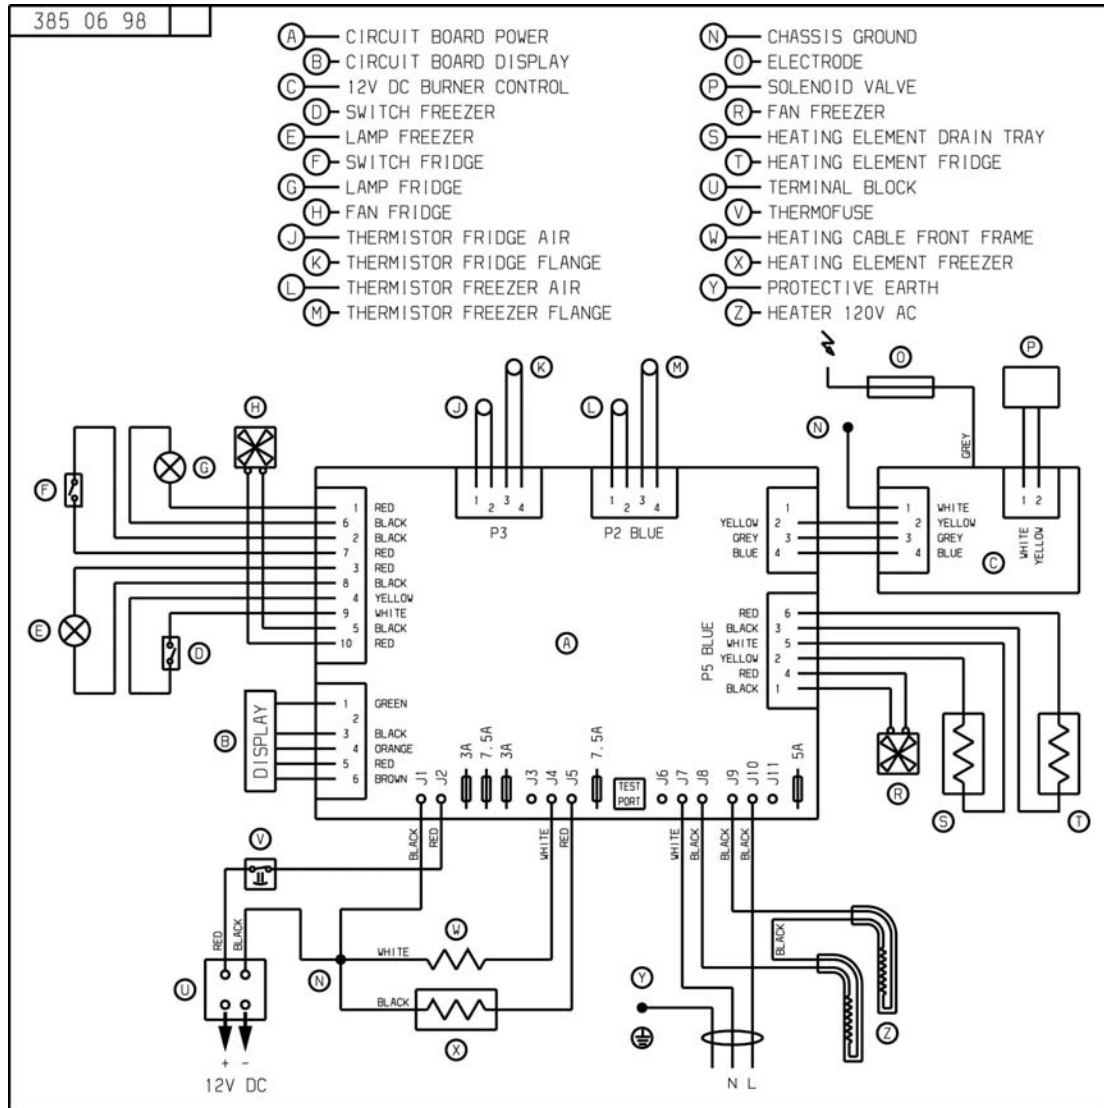 385 06 98
A CIRCUIT BOARD POWER
B CIRCUIT BOARD DISPLAY
C 12V DC BURNER CONTROL
D SWITCH FREEZER
E LAMP FREEZER
F SWITCH FRIDGE
G LAMP FRIDGE
H FAN FRIDGE
J THERMISTOR FRIDGE AIR
K THERMISTOR FRIDGE FLANGE
L THERMISTOR FREEZER AIR
M THERMISTOR FREEZER FLANGE
N CHASSIS GROUND
O ELECTRODE
P SOLENOID VALVE
R FAN FREEZER
S HEATING ELEMENT DRAIN TRAY
T HEATING ELEMENT FRIDGE
U TERMINAL BLOCK
V THERMOFUSE
W HEATING CABLE FRONT FRAME
X HEATING ELEMENT FREEZER
Y PROTECTIVE EARTH
Z HEATER 120V AC
K
M
O
P
J
L
H
N
GREY
G
F
E
D
1 RED
6 BLACK
2 BLACK
7 RED
3 RED
8 BLACK
4 YELLOW
9 WHITE
5 BLACK
10 RED
1 2 3 4
P3
1 2 3 4
P2 BLUE
1
YELLOW 2
GREY 3
BLUE 4
1 WHITE
2 YELLOW
3 GREY
4 BLUE
1 2
WHITE
YELLOW
C
A
P5 BLUE
RED 6
BLACK 3
WHITE 5
YELLOW 2
RED 4
BLACK 1
B
DISPLAY
1 GREEN
2
3 BLACK
4 ORANGE
5 RED
6 BROWN
J1
J2
3A
7.5A
3A
J3
J4
J5
7.5A
TEST
PORT
J6
J7
J8
J9
J10
J11
5A
R
S
T
BLACK
RED
WHITE
RED
WHITE
BLACK
BLACK
BLACK
V
RED
BLACK
U
+ -
12V DC
N
WHITE
W
BLACK
X
Y
N L
BLACK
Z